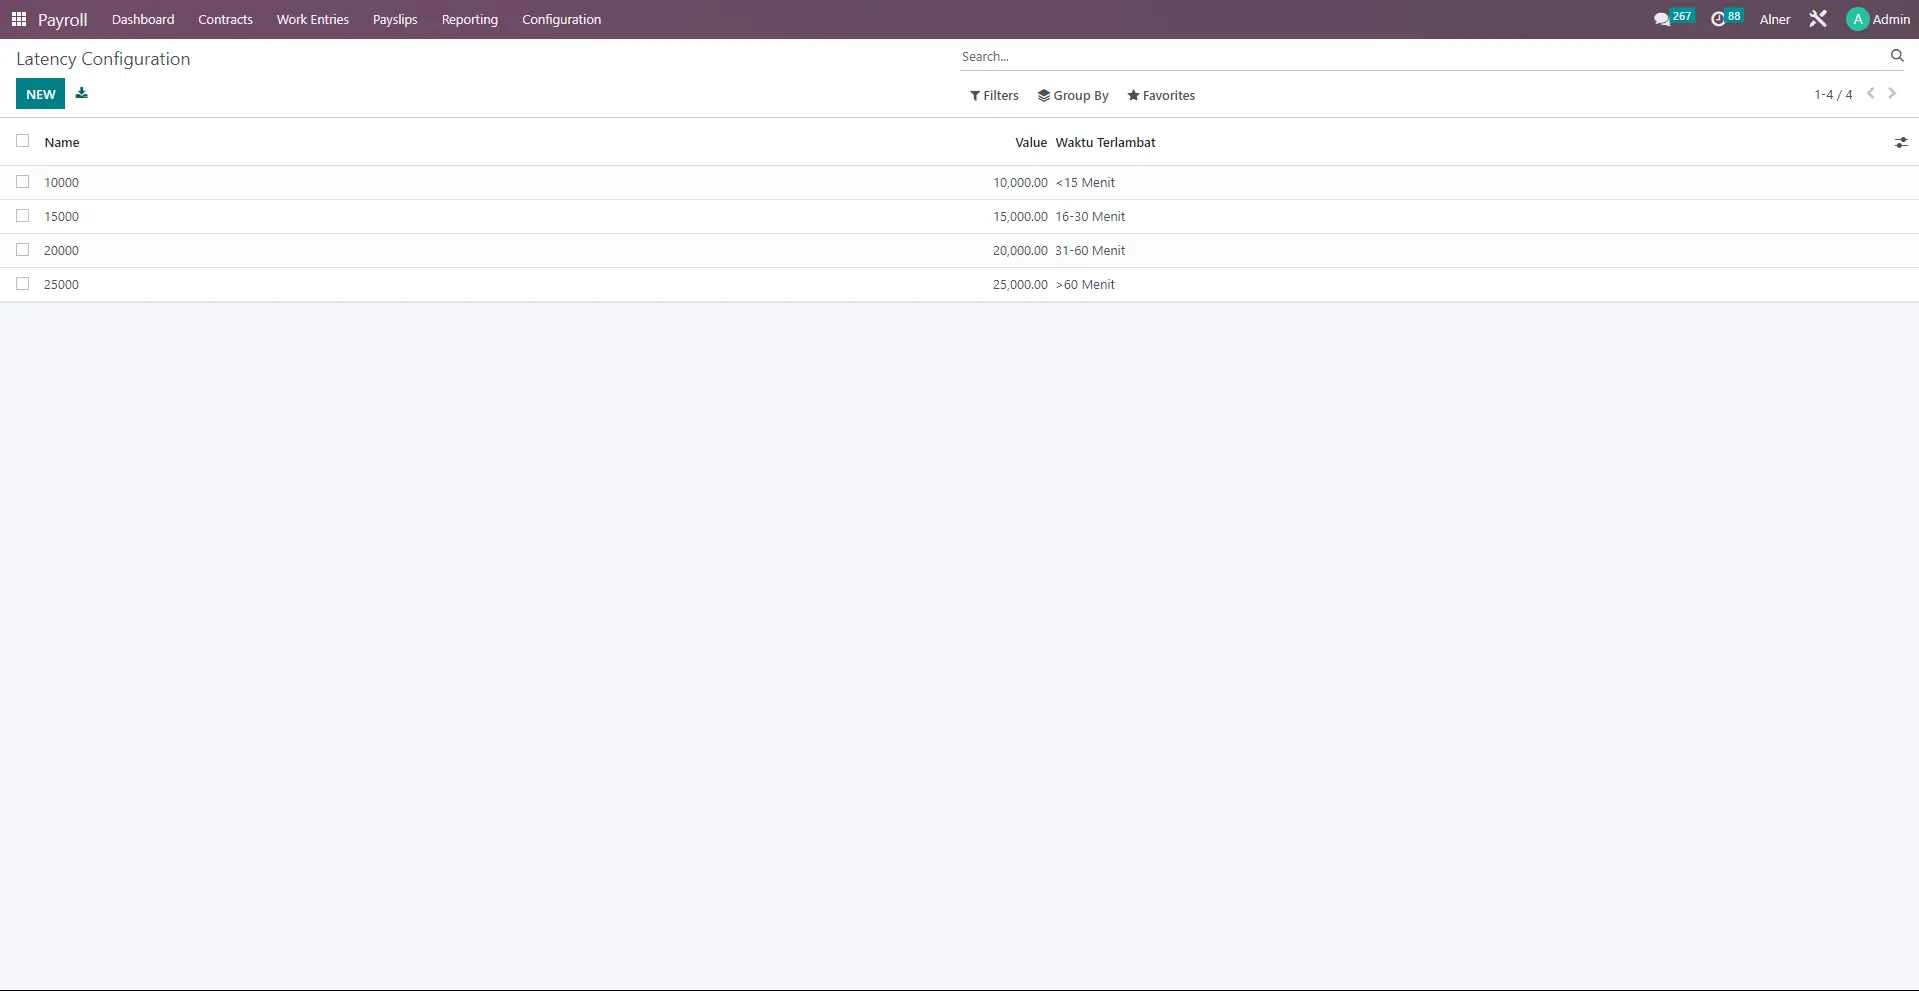 Payroll Dashboard Contracts Work Entries Payslips Reporting Configuration 267 88 Alner A Admin
Latency Configuration
Search...
NEW
Filters Group By Favorites 1-4 / 4
Name Value Waktu Terlambat
10000 10,000.00 <15 Menit
15000 15,000.00 16-30 Menit
20000 20,000.00 31-60 Menit
25000 25,000.00 >60 Menit